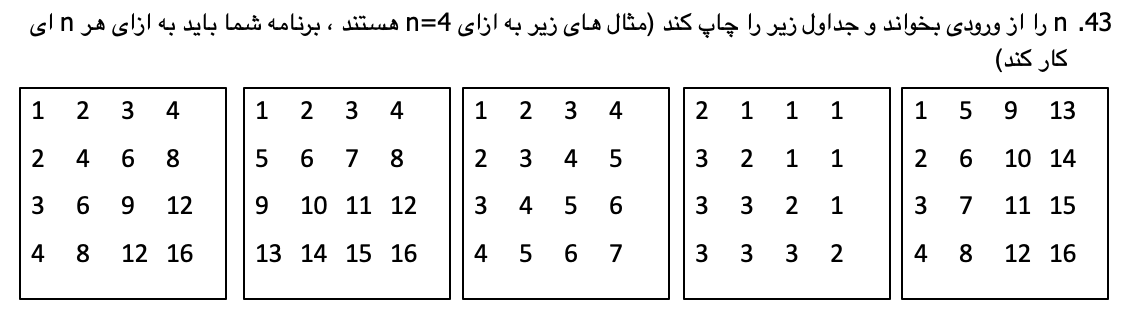 43. n را از ورودی بخواند و جداول زیر را چاپ کند (مثال های زیر به ازای n=4 هستند ، برنامه شما باید به ازای هر n ای
کار کند)
1 2 3 4
2 4 6 8
3 6 9 12
4 8 12 16
1 2 3 4
5 6 7 8
9 10 11 12
13 14 15 16
1 2 3 4
2 3 4 5
3 4 5 6
4 5 6 7
2 1 1 1
3 2 1 1
3 3 2 1
3 3 3 2
1 5 9 13
2 6 10 14
3 7 11 15
4 8 12 16